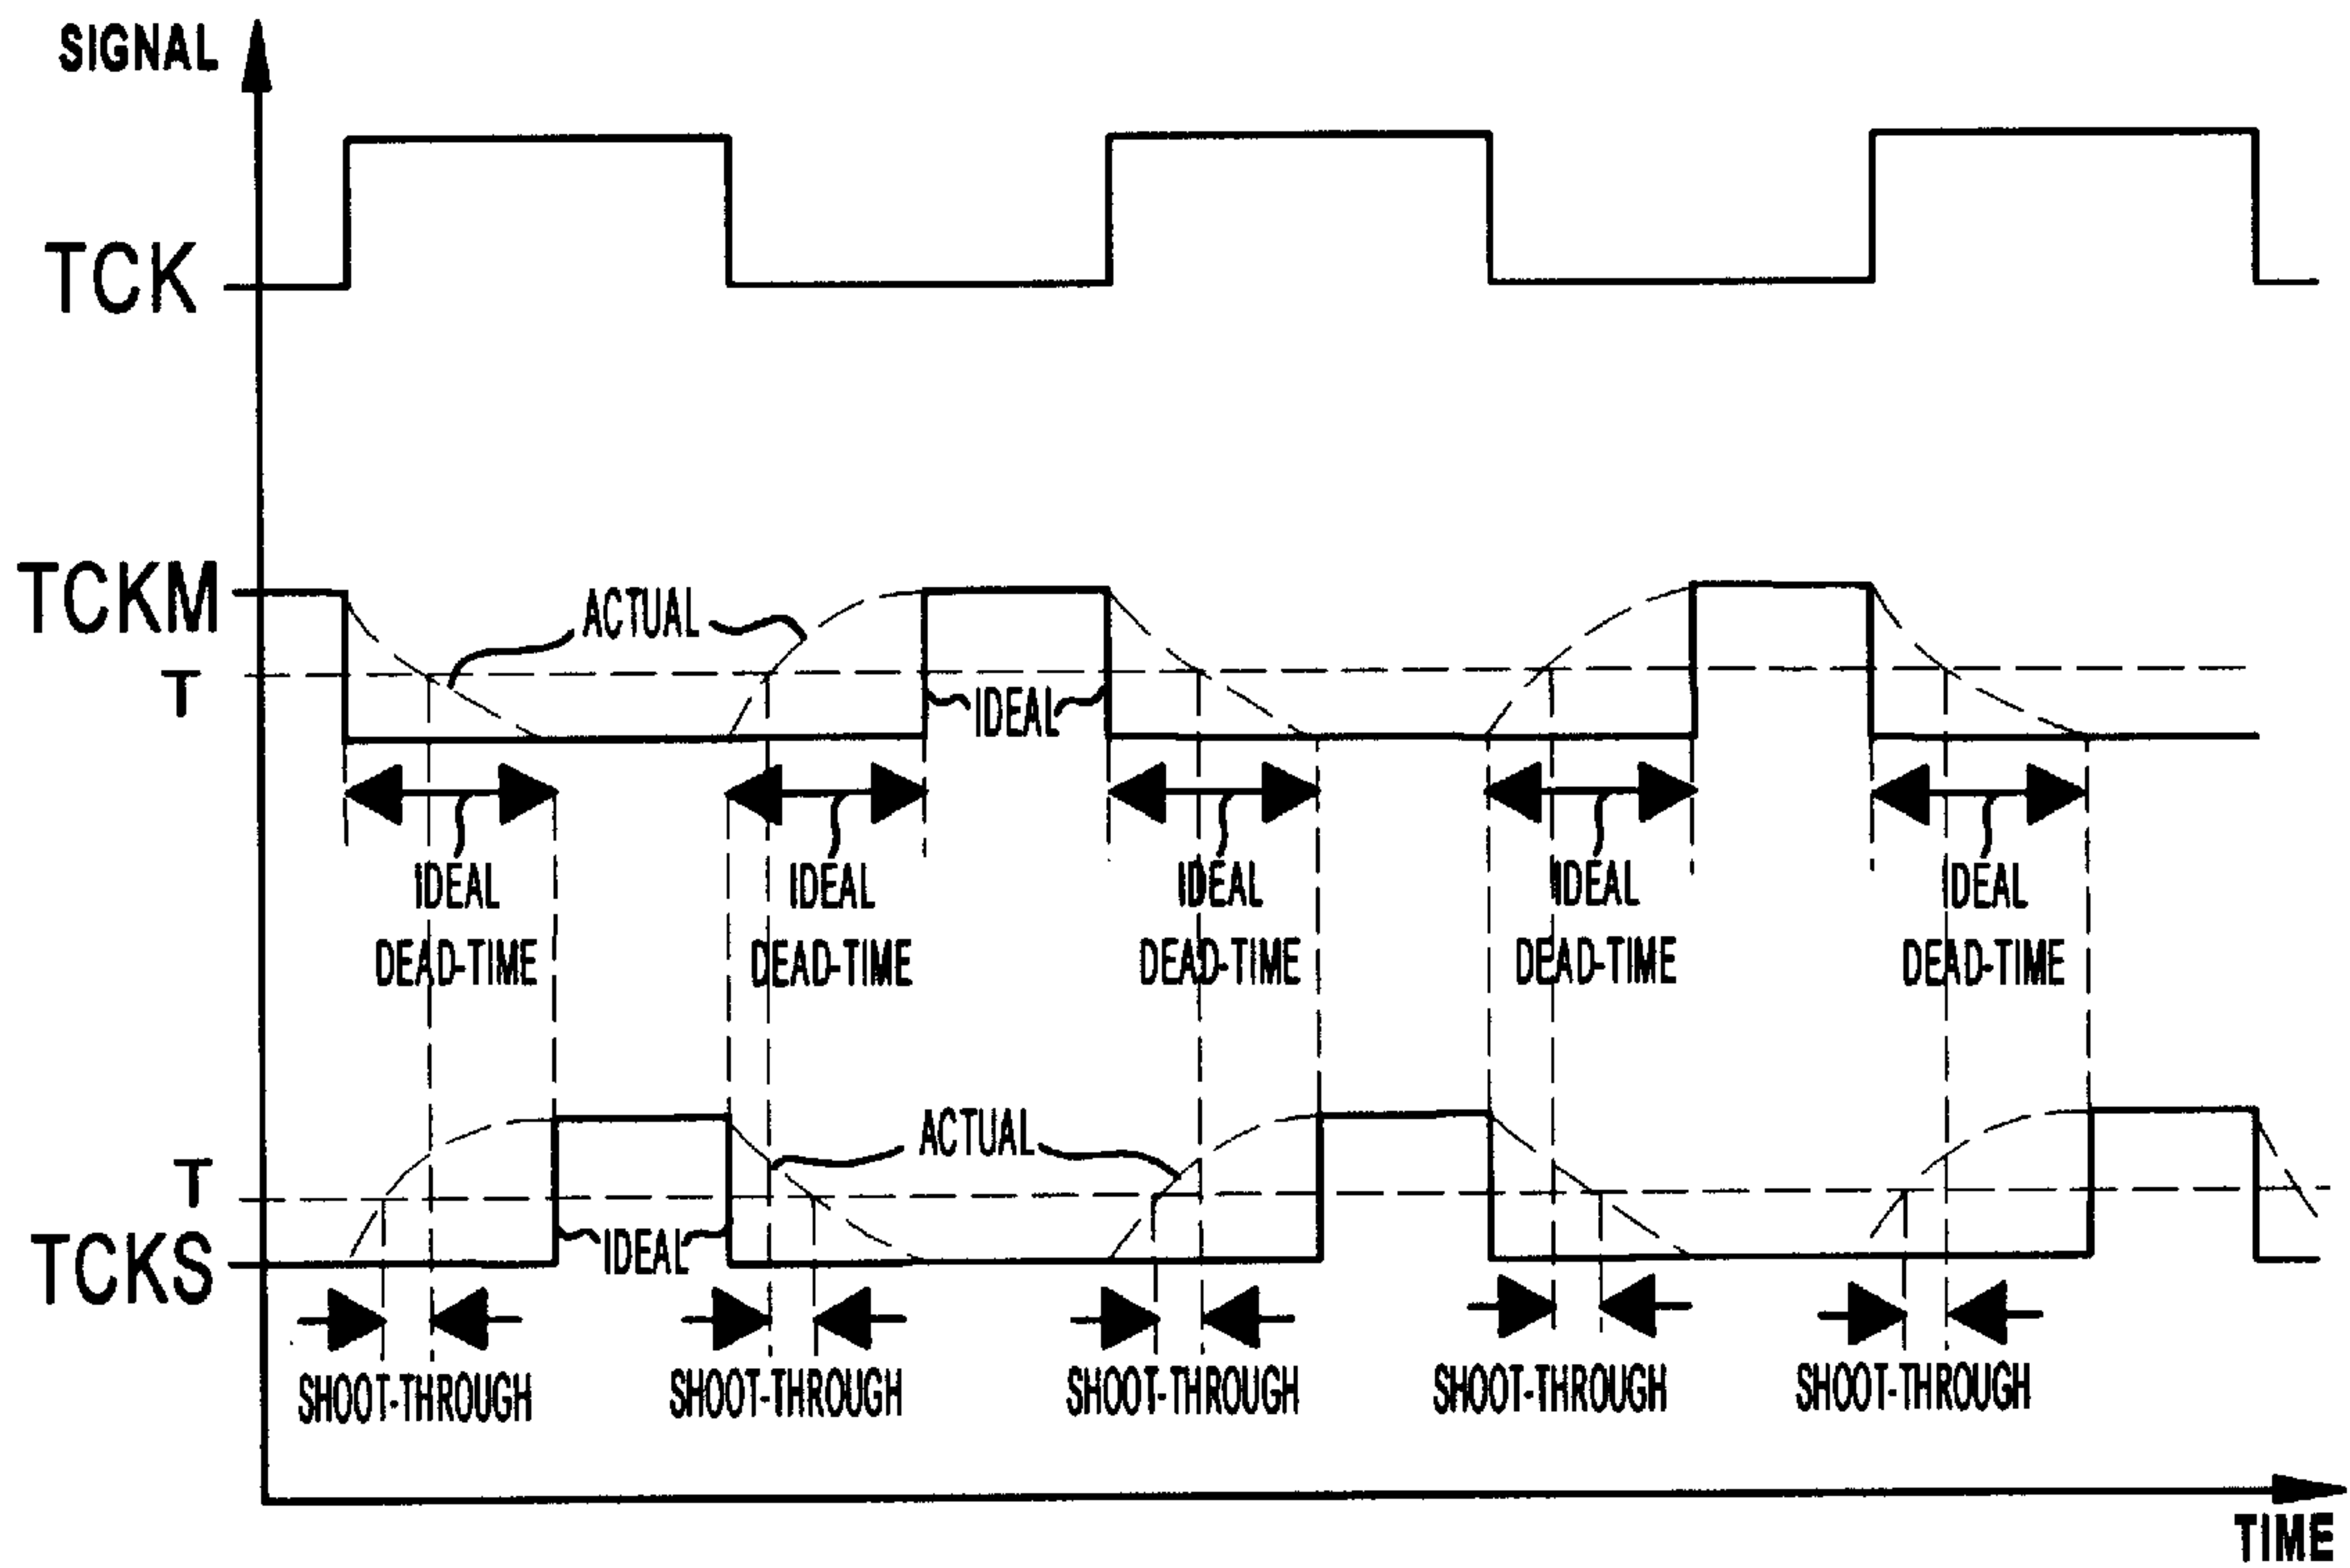 SIGNAL
TCK
TCKM
ACTUAL
T
IDEAL
IDEAL
DEAD-TIME
IDEAL
DEAD-TIME
IDEAL
DEAD-TIME
IDEAL
DEAD-TIME
IDEAL
DEAD-TIME
ACTUAL
T
IDEAL
TCKS
SHOOT-THROUGH
SHOOT-THROUGH
SHOOT-THROUGH
SHOOT-THROUGH
SHOOT-THROUGH
TIME